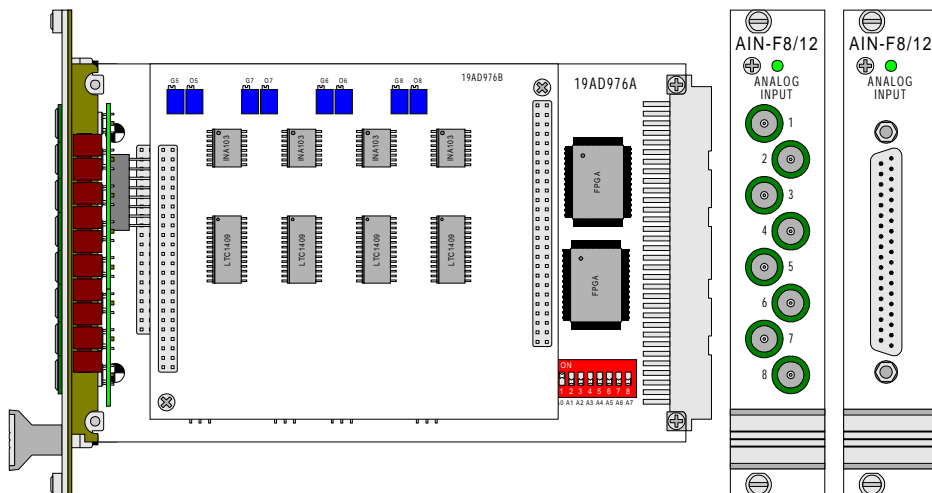 G5 O5 G7 O7 G6 O6 G8 O8
19AD976B
19AD976A
INA103 INA103 INA103 INA103
LTC1409 LTC1409 LTC1409 LTC1409
FPGA
FPGA
ON
1 2 3 4 5 6 7 8
A0 A1 A2 A3 A4 A5 A6 A7
AIN-F8/12
ANALOG
INPUT
1
2
3
4
5
6
7
8
AIN-F8/12
ANALOG
INPUT